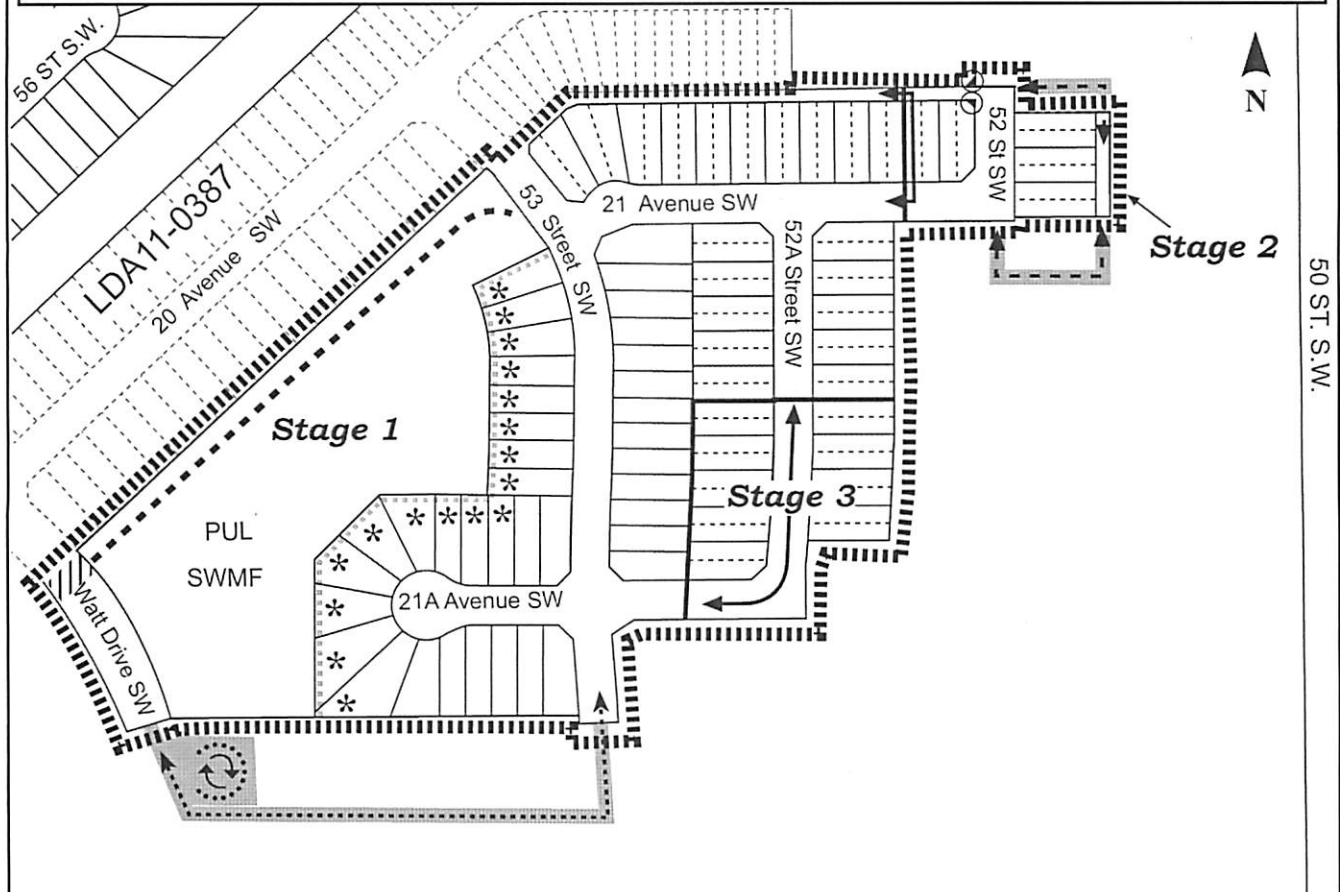 56 ST S.W.
LDA11-0387
20 Avenue SW
53 Street SW
21 Avenue SW
52 St SW
52A Street SW
N
Stage 2
50 ST. S.W.
Stage 1
Stage 3
PUL
SWMF
21A Avenue SW
Watt Drive SW